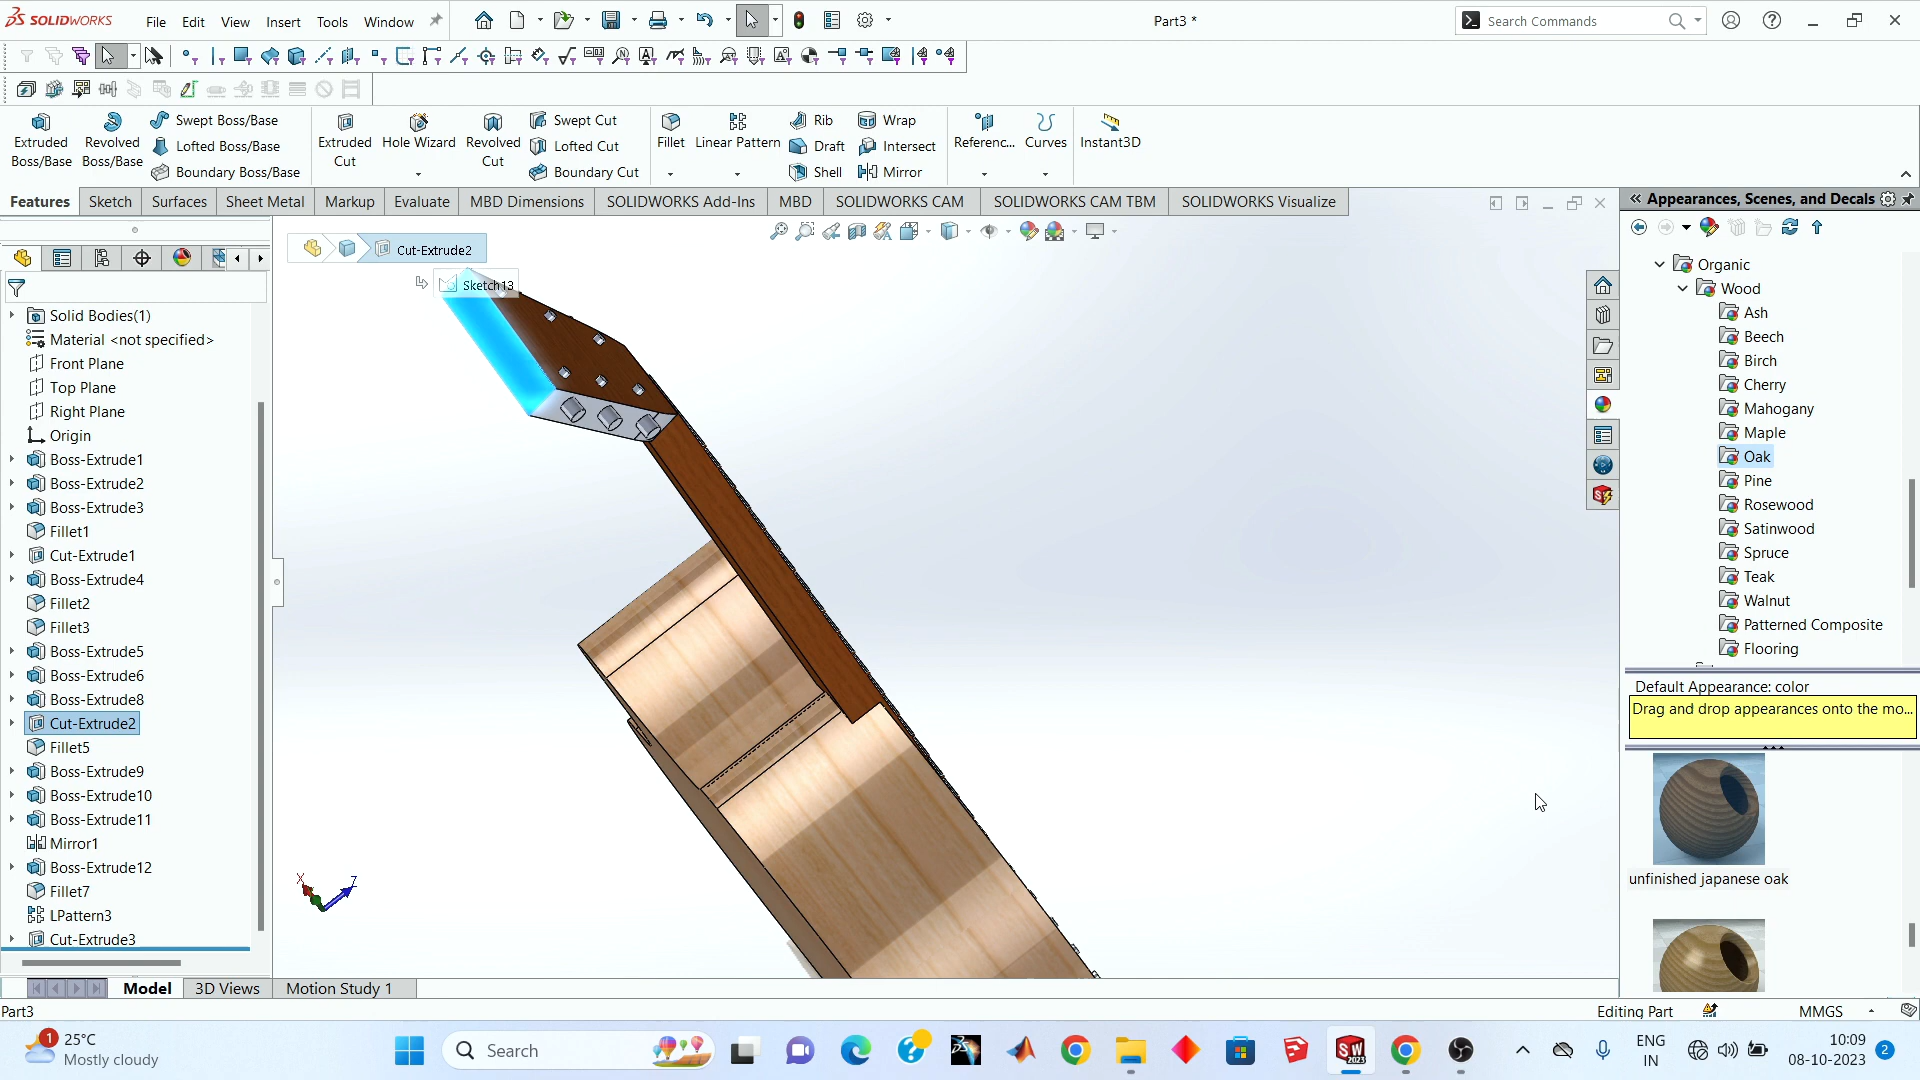 SOLIDWORKS
File
Edit
View
Insert
Tools
Window
Part3 *
Search Commands
Extruded Boss/Base
Revolved Boss/Base
Swept Boss/Base
Lofted Boss/Base
Boundary Boss/Base
Extruded Cut
Hole Wizard
Revolved Cut
Swept Cut
Lofted Cut
Boundary Cut
Fillet
Linear Pattern
Rib
Draft
Shell
Wrap
Intersect
Mirror
Referenc...
Curves
Instant3D
Features
Sketch
Surfaces
Sheet Metal
Markup
Evaluate
MBD Dimensions
SOLIDWORKS Add-Ins
MBD
SOLIDWORKS CAM
SOLIDWORKS CAM TBM
SOLIDWORKS Visualize
Cut-Extrude2
Sketch13
Solid Bodies(1)
Material <not specified>
Front Plane
Top Plane
Right Plane
Origin
Boss-Extrude1
Boss-Extrude2
Boss-Extrude3
Fillet1
Cut-Extrude1
Boss-Extrude4
Fillet2
Fillet3
Boss-Extrude5
Boss-Extrude6
Boss-Extrude8
Cut-Extrude2
Fillet5
Boss-Extrude9
Boss-Extrude10
Boss-Extrude11
Mirror1
Boss-Extrude12
Fillet7
LPattern3
Cut-Extrude3
X
Z
Appearances, Scenes, and Decals
Organic
Wood
Ash
Beech
Birch
Cherry
Mahogany
Maple
Oak
Pine
Rosewood
Satinwood
Spruce
Teak
Walnut
Patterned Composite
Flooring
Default Appearance: color
Drag and drop appearances onto the mo...
unfinished japanese oak
Model
3D Views
Motion Study 1
Part3
Editing Part
MMGS
1
25°C
Mostly cloudy
Search
SW
2023
ENG
IN
10:09
08-10-2023
2